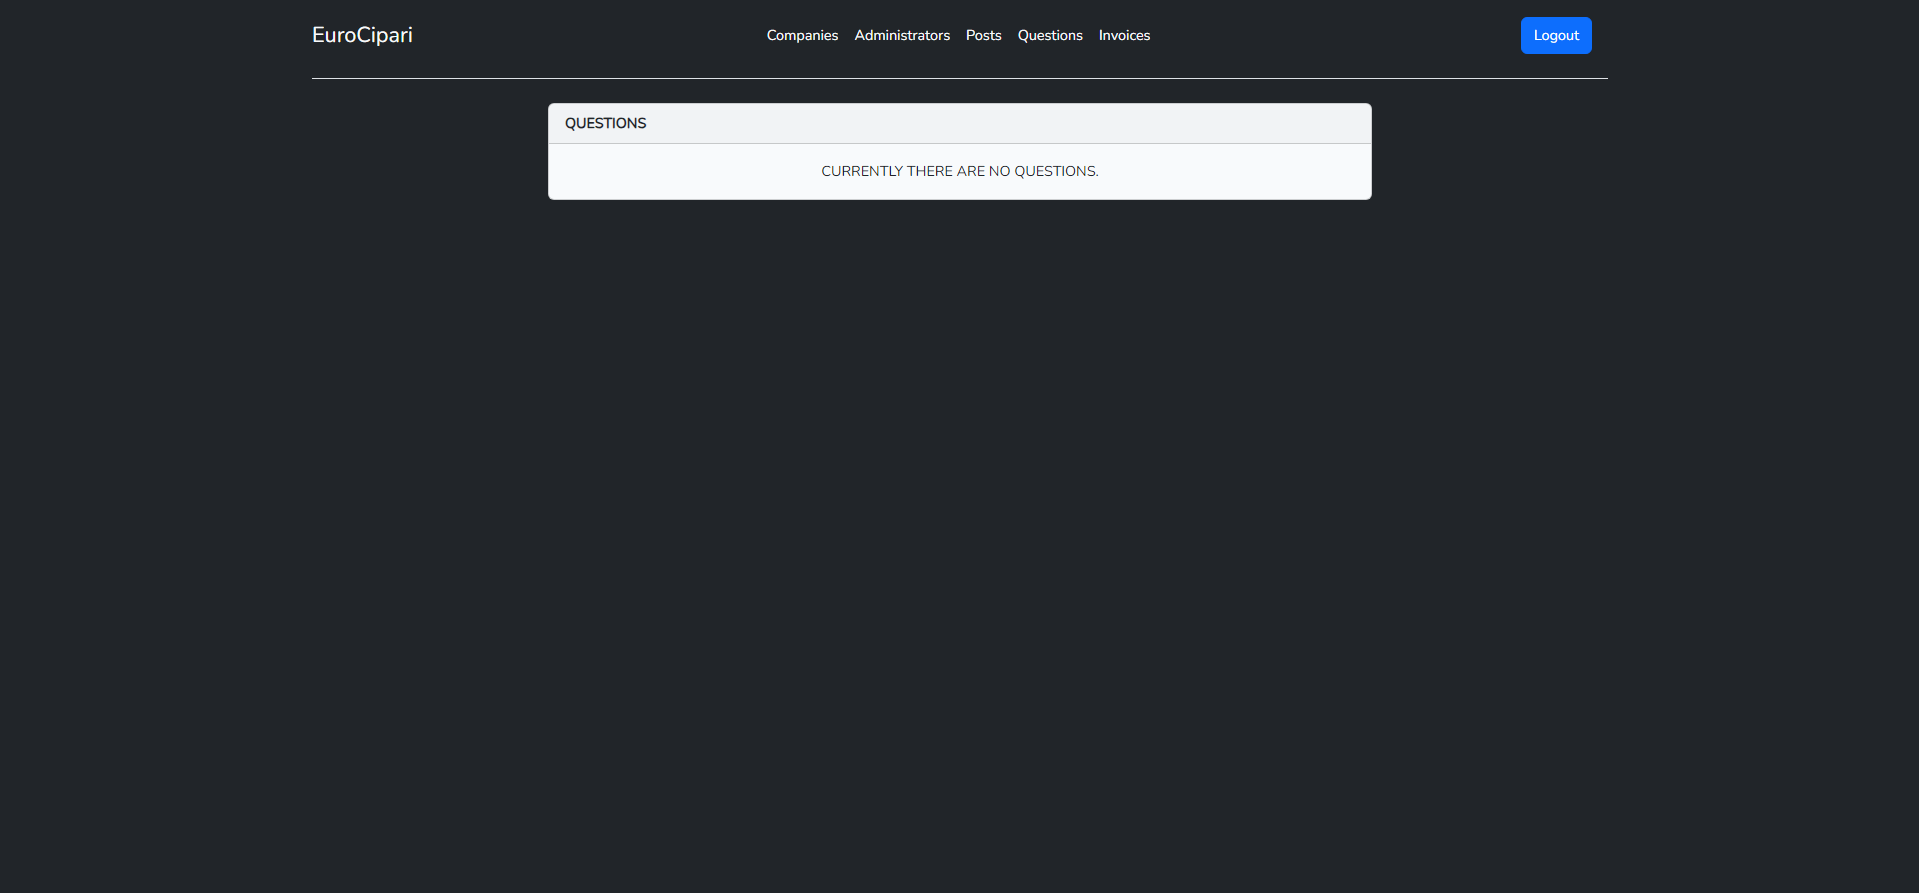 EuroCipari
Companies Administrators Posts Questions Invoices
Logout
QUESTIONS
CURRENTLY THERE ARE NO QUESTIONS.